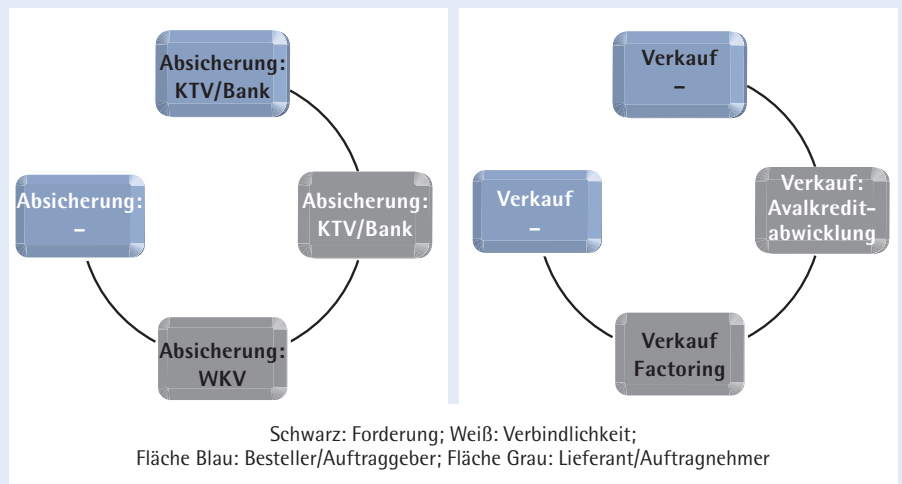 Absicherung:
KTV/Bank
Absicherung:
–
Absicherung:
KTV/Bank
Absicherung:
WKV
Verkauf
–
Verkauf
–
Verkauf:
Avalkredit-
abwicklung
Verkauf
Factoring
Schwarz: Forderung; Weiß: Verbindlichkeit;
Fläche Blau: Besteller/Auftraggeber; Fläche Grau: Lieferant/Auftragnehmer